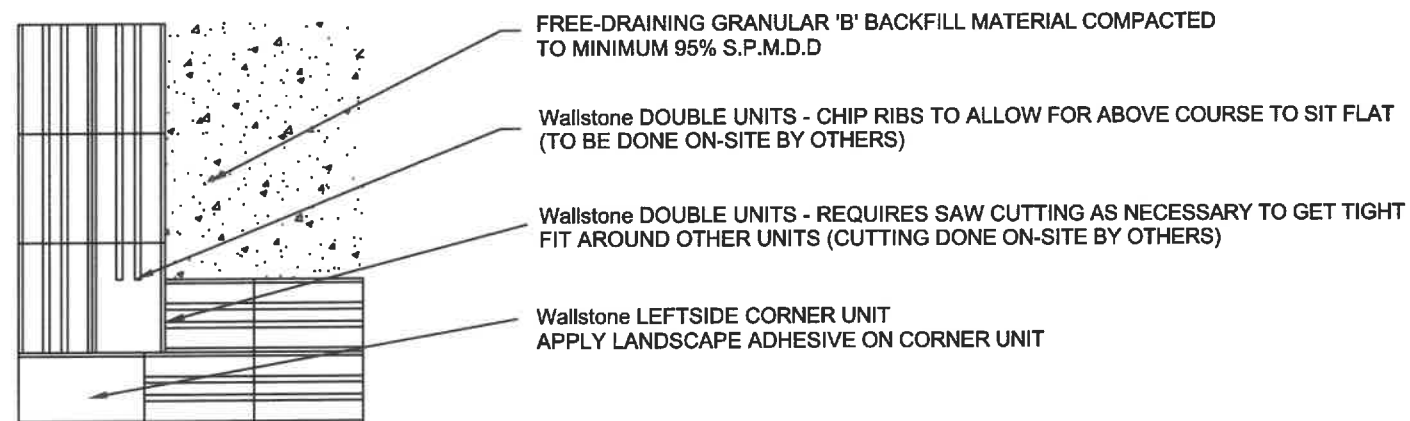 FREE-DRAINING GRANULAR 'B' BACKFILL MATERIAL COMPACTED
TO MINIMUM 95% S.P.M.D.D
Wallstone DOUBLE UNITS - CHIP RIBS TO ALLOW FOR ABOVE COURSE TO SIT FLAT
(TO BE DONE ON-SITE BY OTHERS)
Wallstone DOUBLE UNITS - REQUIRES SAW CUTTING AS NECESSARY TO GET TIGHT
FIT AROUND OTHER UNITS (CUTTING DONE ON-SITE BY OTHERS)
Wallstone LEFTSIDE CORNER UNIT
APPLY LANDSCAPE ADHESIVE ON CORNER UNIT